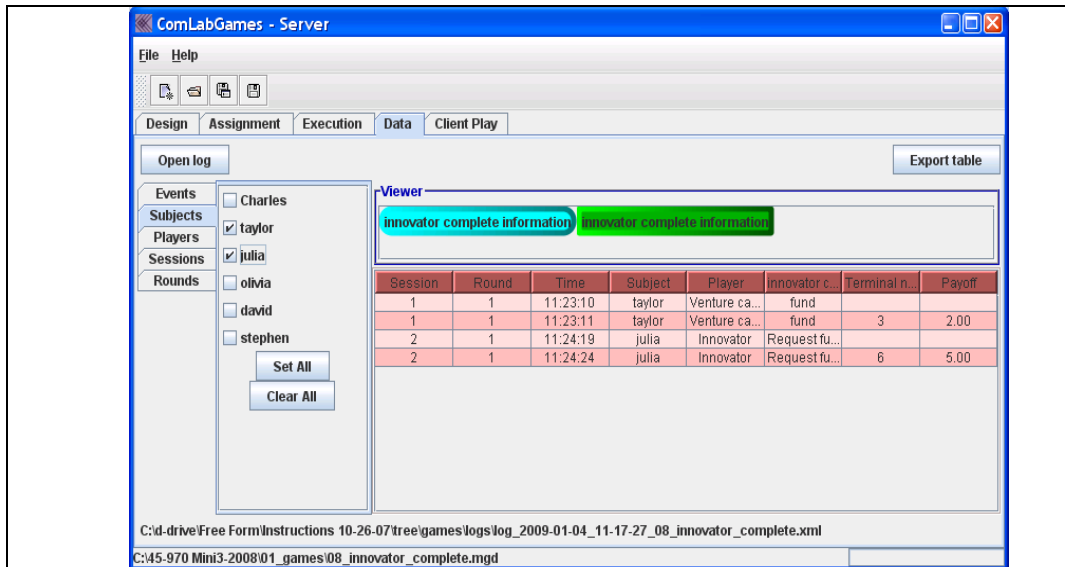 ComLabGames - Server
File Help
Design Assignment Execution Data Client Play
Open log Export table
Events
Subjects
Players
Sessions
Rounds
Charles
taylor
julia
olivia
david
stephen
Set All
Clear All
Viewer
innovator complete information innovator complete information
Session Round Time Subject Player innovator c... Terminal n... Payoff
1 1 11:23:10 taylor Venture ca... fund
1 1 11:23:11 taylor Venture ca... fund 3 2.00
2 1 11:24:19 julia Innovator Request fu...
2 1 11:24:24 julia Innovator Request fu... 6 5.00
C:\d-drive\Free Form\Instructions 10-26-07\tree\games\logs\log_2009-01-04_11-17-27_08_innovator_complete.xml
C:\45-970 Mini3-2008\01_games\08_innovator_complete.mgd